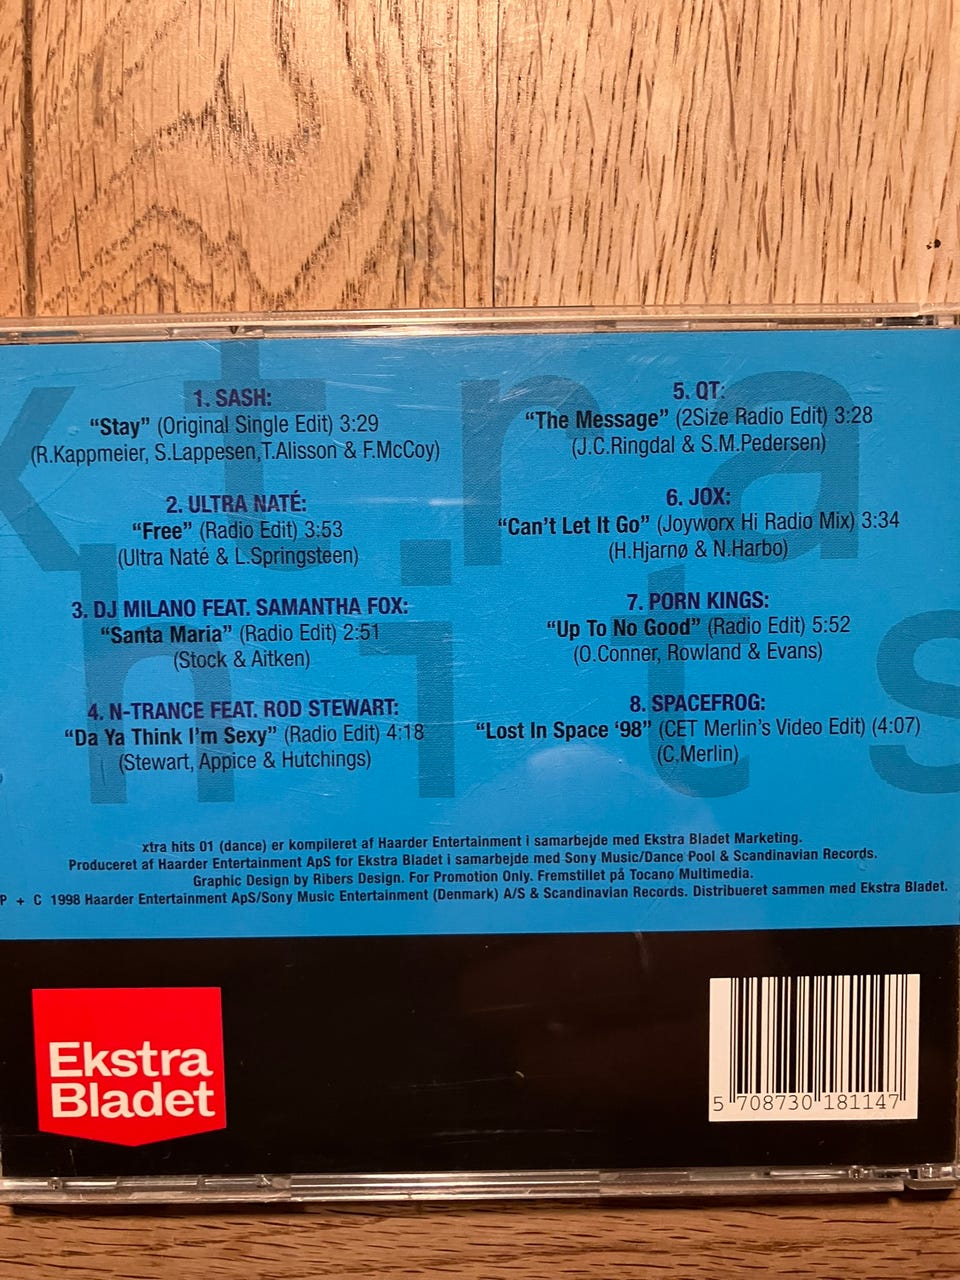 xtra
hits
1. SASH:
“Stay” (Original Single Edit) 3:29
(R.Kappmeier, S.Lappesen,T.Alisson & F.McCoy)
2. ULTRA NATÉ:
“Free” (Radio Edit) 3:53
(Ultra Naté & L.Springsteen)
3. DJ MILANO FEAT. SAMANTHA FOX:
“Santa Maria” (Radio Edit) 2:51
(Stock & Aitken)
4. N-TRANCE FEAT. ROD STEWART:
“Da Ya Think I’m Sexy” (Radio Edit) 4:18
(Stewart, Appice & Hutchings)
5. QT:
“The Message” (2Size Radio Edit) 3:28
(J.C.Ringdal & S.M.Pedersen)
6. JOX:
“Can’t Let It Go” (Joyworx Hi Radio Mix) 3:34
(H.Hjarnø & N.Harbo)
7. PORN KINGS:
“Up To No Good” (Radio Edit) 5:52
(O.Conner, Rowland & Evans)
8. SPACEFROG:
“Lost In Space ‘98” (CET Merlin’s Video Edit) (4:07)
(C.Merlin)
xtra hits 01 (dance) er kompileret af Haarder Entertainment i samarbejde med Ekstra Bladet Marketing.
Produceret af Haarder Entertainment ApS for Ekstra Bladet i samarbejde med Sony Music/Dance Pool & Scandinavian Records.
Graphic Design by Ribers Design. For Promotion Only. Fremstillet på Tocano Multimedia.
P + C 1998 Haarder Entertainment ApS/Sony Music Entertainment (Denmark) A/S & Scandinavian Records. Distribueret sammen med Ekstra Bladet.
Ekstra
Bladet
5 708730 181147